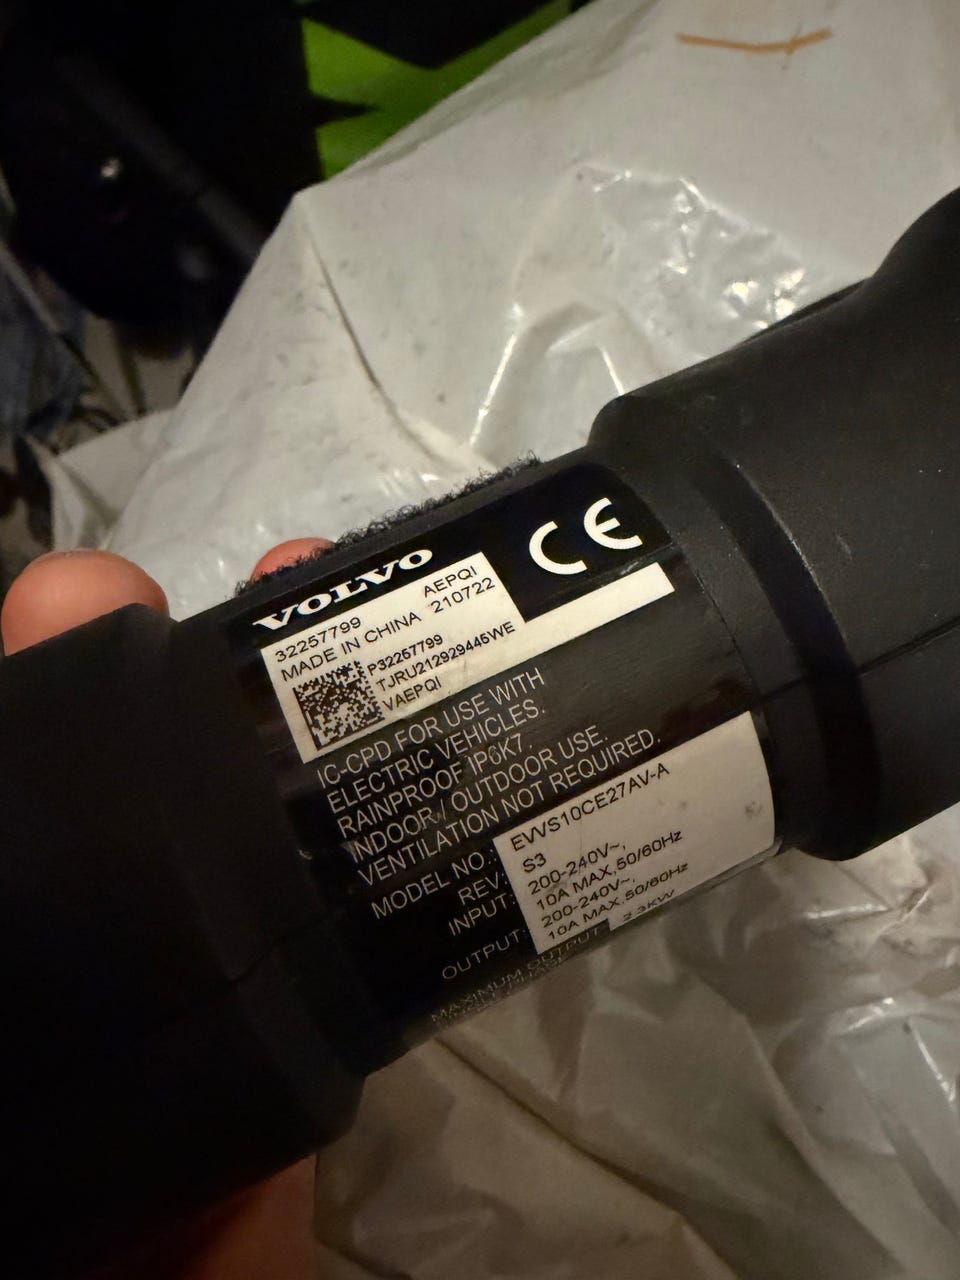 VOLVO
CE
32257799
AEPQI
MADE IN CHINA 210722
P32257799
TJRU212929445WE
VAEPQI
IC-CPD FOR USE WITH
ELECTRIC VEHICLES.
RAINPROOF IP6K7.
INDOOR / OUTDOOR USE.
VENTILATION NOT REQUIRED.
MODEL NO.: EVVS10CE27AV-A
REV: S3
INPUT: 200-240V~,
10A MAX,50/60Hz
OUTPUT: 200-240V~,
10A MAX,50/60Hz
MAXIMUM OUTPUT: 2.3KW